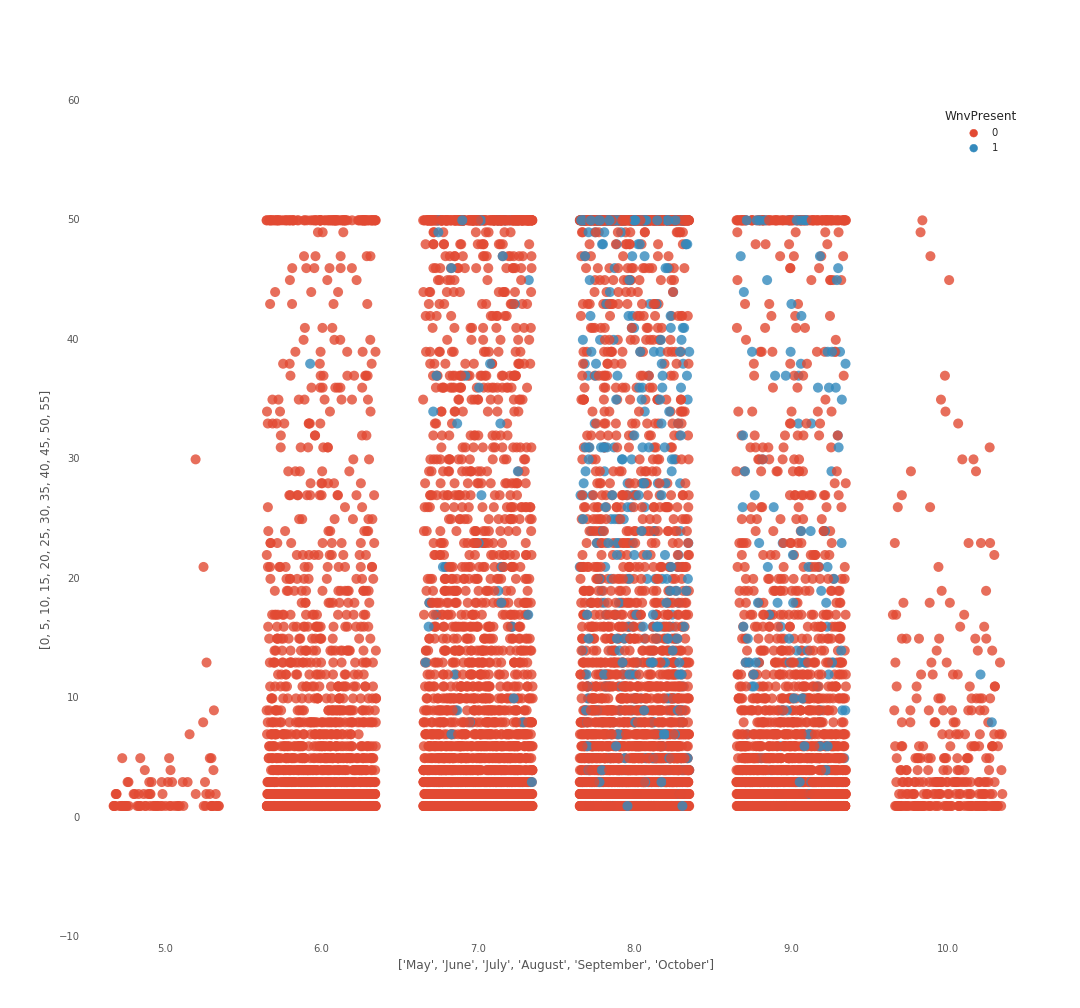 60
WnvPresent
0
1
50
40
30
20
10
0
−10
[0, 5, 10, 15, 20, 25, 30, 35, 40, 45, 50, 55]
5.0 6.0 7.0 8.0 9.0 10.0
['May', 'June', 'July', 'August', 'September', 'October']